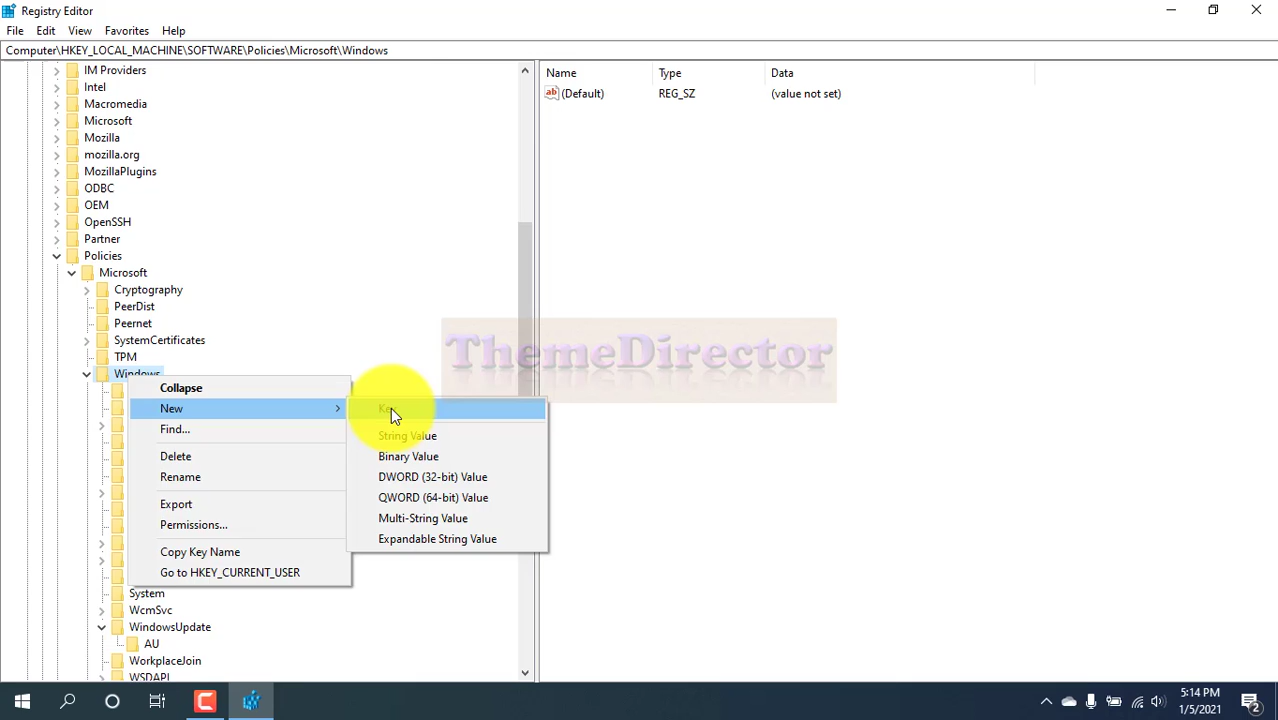 Registry Editor
File Edit View Favorites Help
Computer\HKEY_LOCAL_MACHINE\SOFTWARE\Policies\Microsoft\Windows
IM Providers
Intel
Macromedia
Microsoft
Mozilla
mozilla.org
MozillaPlugins
ODBC
OEM
OpenSSH
Partner
Policies
Microsoft
Cryptography
PeerDist
Peernet
SystemCertificates
TPM
Windows
System
WcmSvc
WindowsUpdate
AU
WorkplaceJoin
WSDAPI
Name Type Data
ab (Default) REG_SZ (value not set)
ThemeDirector
Collapse
New
Find...
Delete
Rename
Export
Permissions...
Copy Key Name
Go to HKEY_CURRENT_USER
Key
String Value
Binary Value
DWORD (32-bit) Value
QWORD (64-bit) Value
Multi-String Value
Expandable String Value
5:14 PM
1/5/2021
2